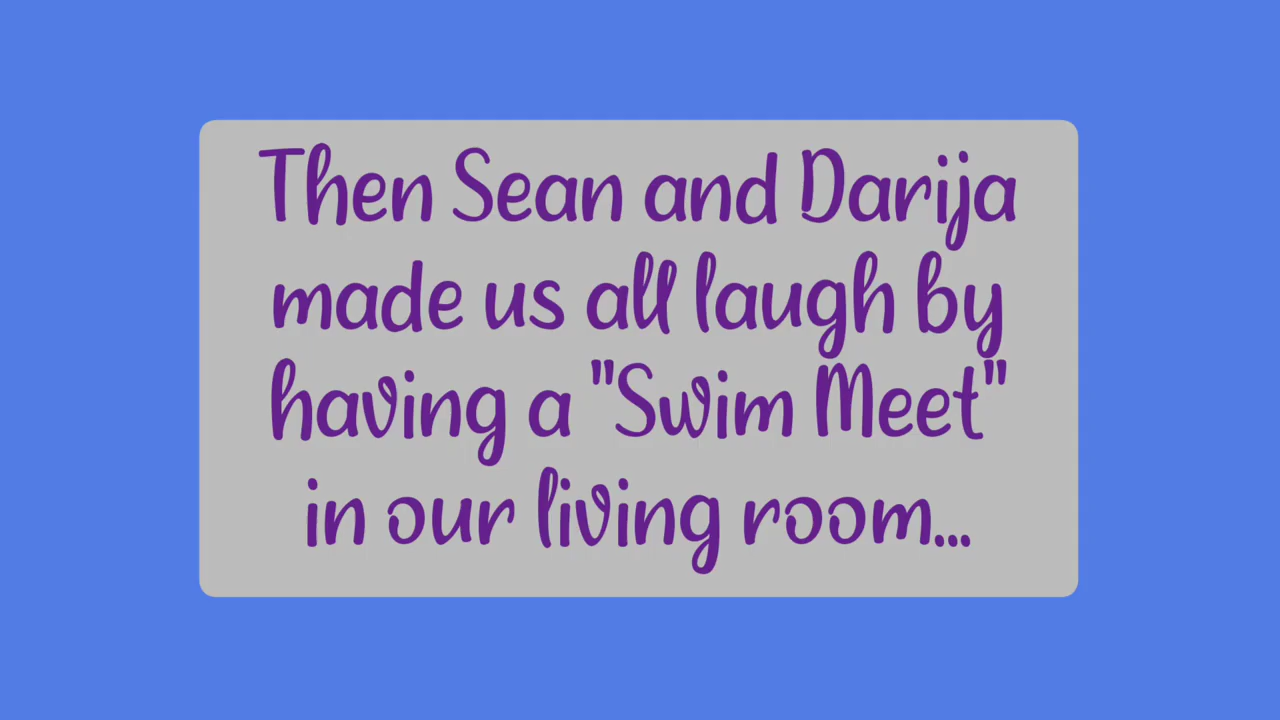 Then Sean and Darija
made us all laugh by
having a "Swim Meet"
in our living room...